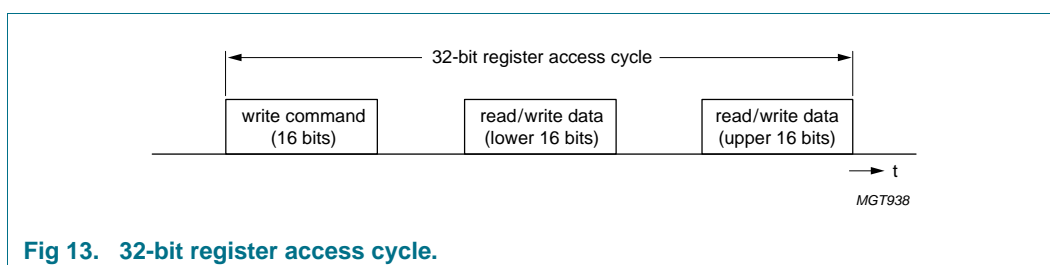 32-bit register access cycle
write command
(16 bits)
read/write data
(lower 16 bits)
read/write data
(upper 16 bits)
t
MGT938
Fig 13. 32-bit register access cycle.